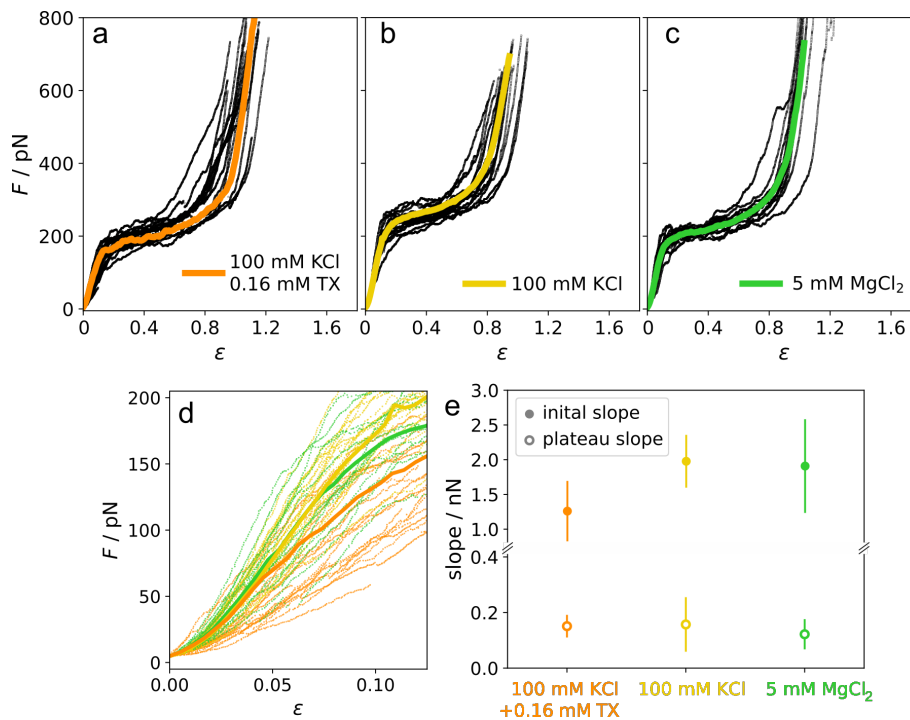 a
b
c
800
600
400
200
0
F / pN
100 mM KCl
0.16 mM TX
100 mM KCl
5 mM MgCl₂
0 0.4 0.8 1.2 1.6
0 0.4 0.8 1.2 1.6
0 0.4 0.8 1.2 1.6
ε
ε
ε
d
200
150
100
50
0
F / pN
0.00 0.05 0.10
ε
e
3.0
2.5
2.0
1.5
1.0
0.4
0.2
0.0
slope / nN
inital slope
plateau slope
100 mM KCl
+0.16 mM TX
100 mM KCl
5 mM MgCl₂